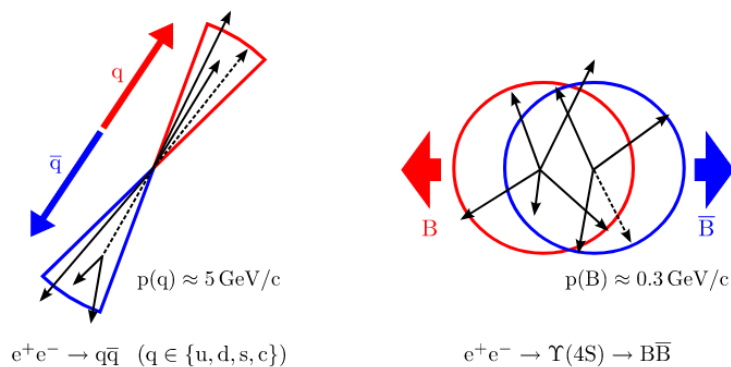 q
q̅
p(q) ≈ 5 GeV/c
e⁺e⁻ → qq̅ (q ∈ {u, d, s, c})
B
B̅
p(B) ≈ 0.3 GeV/c
e⁺e⁻ → Υ(4S) → BB̅